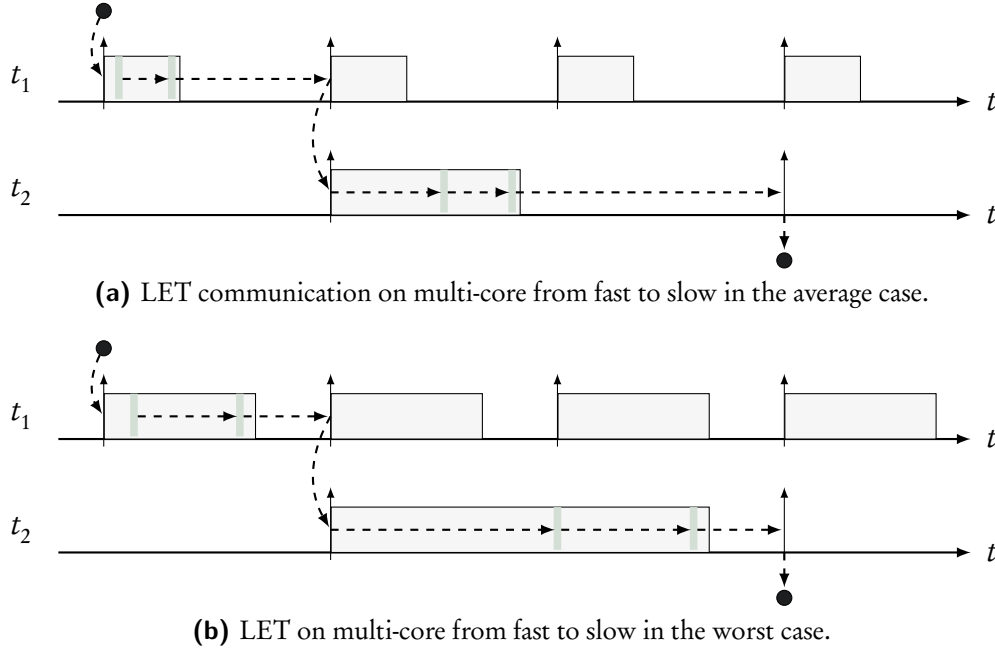 t1
t
t2
t
(a) LET communication on multi-core from fast to slow in the average case.
t1
t
t2
t
(b) LET on multi-core from fast to slow in the worst case.